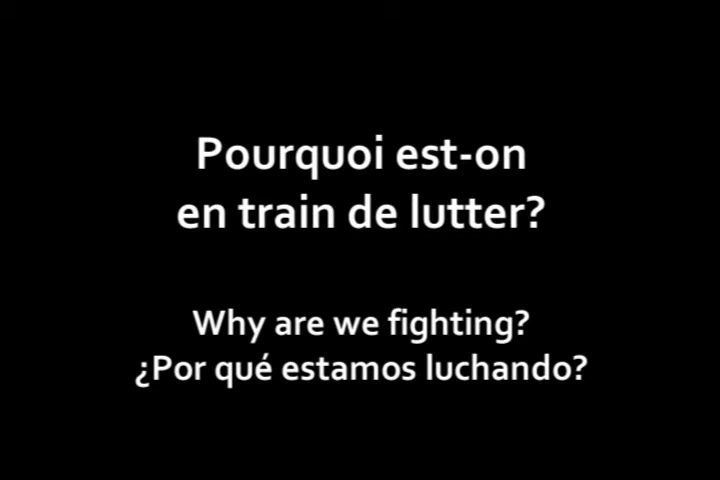 Pourquoi est-on
en train de lutter?
Why are we fighting?
¿Por qué estamos luchando?